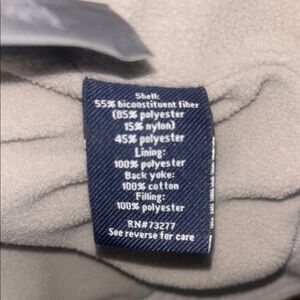 Shell:
55% biconstituent fiber
(85% polyester
15% nylon)
45% polyester
Lining:
100% polyester
Back yoke:
100% cotton
Filling:
100% polyester
RN#73277
See reverse for care